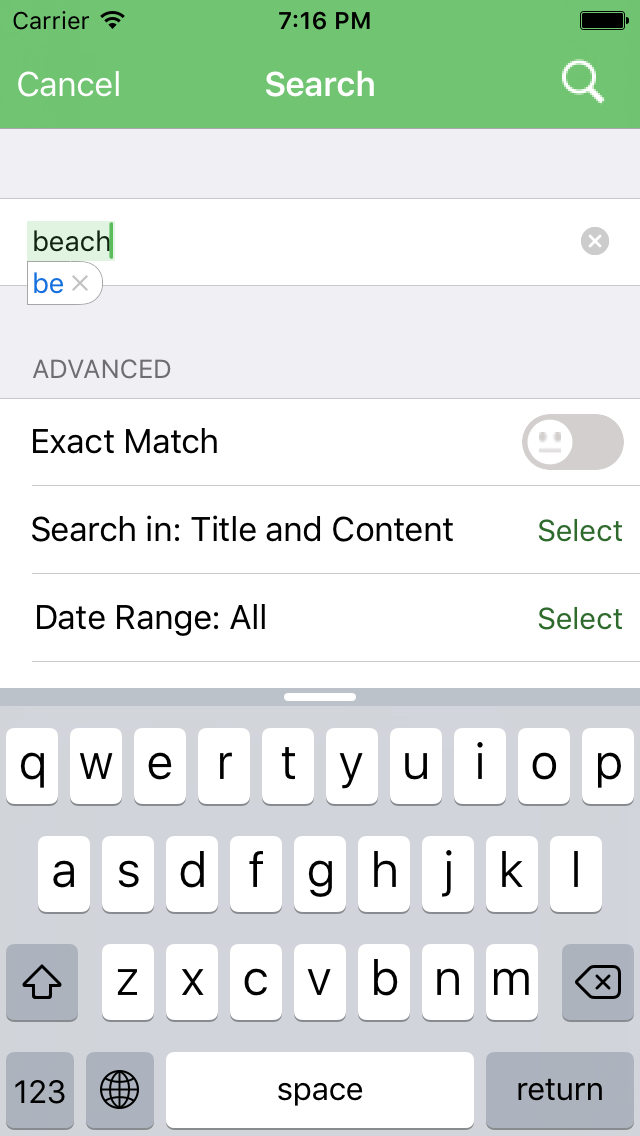 Carrier 7:16 PM
Cancel Search
beach
be
ADVANCED
Exact Match
Search in: Title and Content Select
Date Range: All Select
q w e r t y u i o p
a s d f g h j k l
z x c v b n m
123 space return